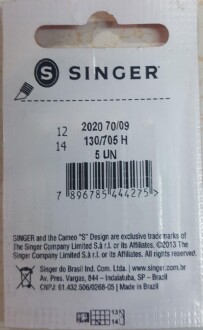 S SINGER
12 2020 70/09
14 130/705 H
5 UN
7 896785 444275 >
SINGER and the Cameo "S" Design are exclusive trademarks of
The Singer Company Limited S.à r.l. or its Affiliates. ©2013 The
Singer Company Limited S.à r.l. or its Affiliates. All rights reserved.
Singer do Brasil Ind. Com. Ltda. | www.singer.com.br
Av. Pres. Vargas, 844 - Indaiatuba, SP – Brazil
CNPJ: 61.432.506/0268-05 | Made in Brazil